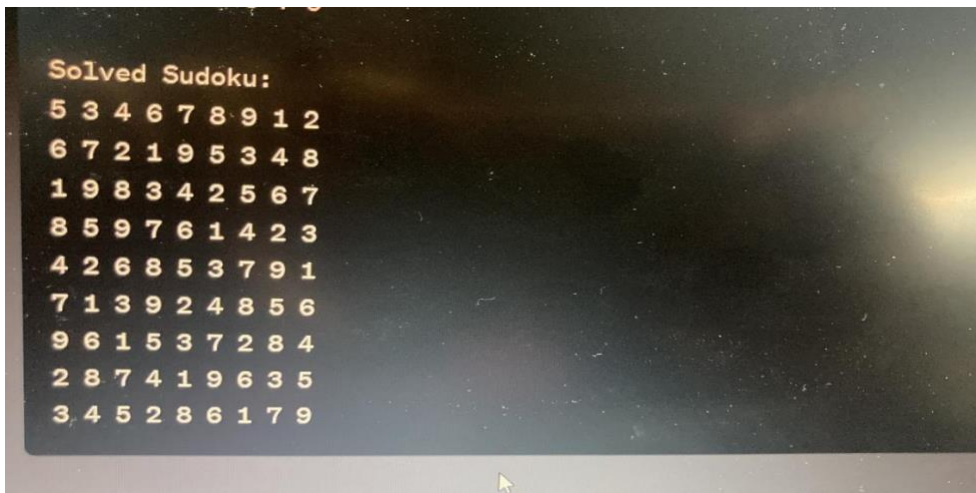 Solved Sudoku:
5 3 4 6 7 8 9 1 2
6 7 2 1 9 5 3 4 8
1 9 8 3 4 2 5 6 7
8 5 9 7 6 1 4 2 3
4 2 6 8 5 3 7 9 1
7 1 3 9 2 4 8 5 6
9 6 1 5 3 7 2 8 4
2 8 7 4 1 9 6 3 5
3 4 5 2 8 6 1 7 9